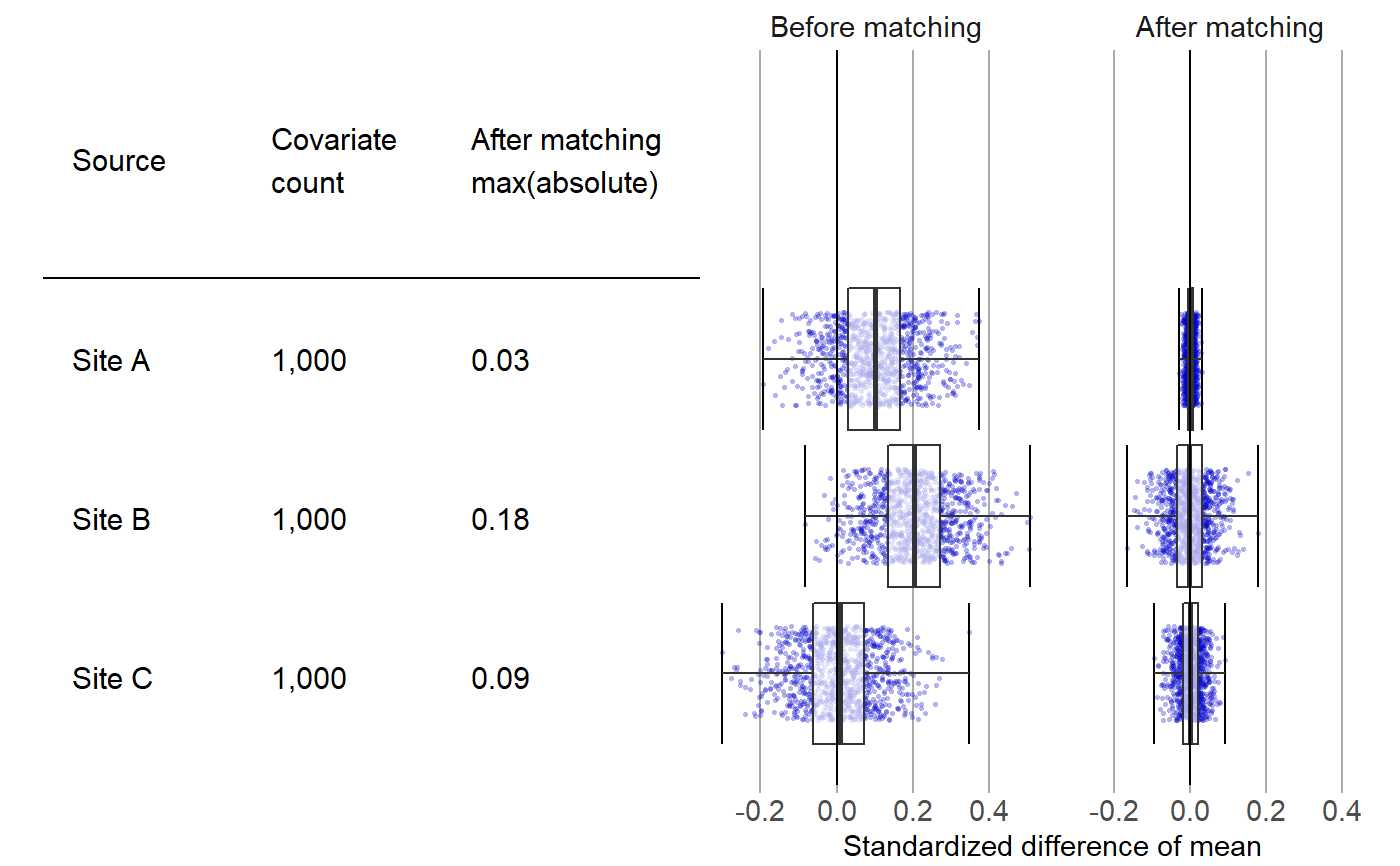 Before matching After matching
Source Covariate count After matching max(absolute)
Site A 1,000 0.03
Site B 1,000 0.18
Site C 1,000 0.09
-0.2 0.0 0.2 0.4 -0.2 0.0 0.2 0.4
Standardized difference of mean